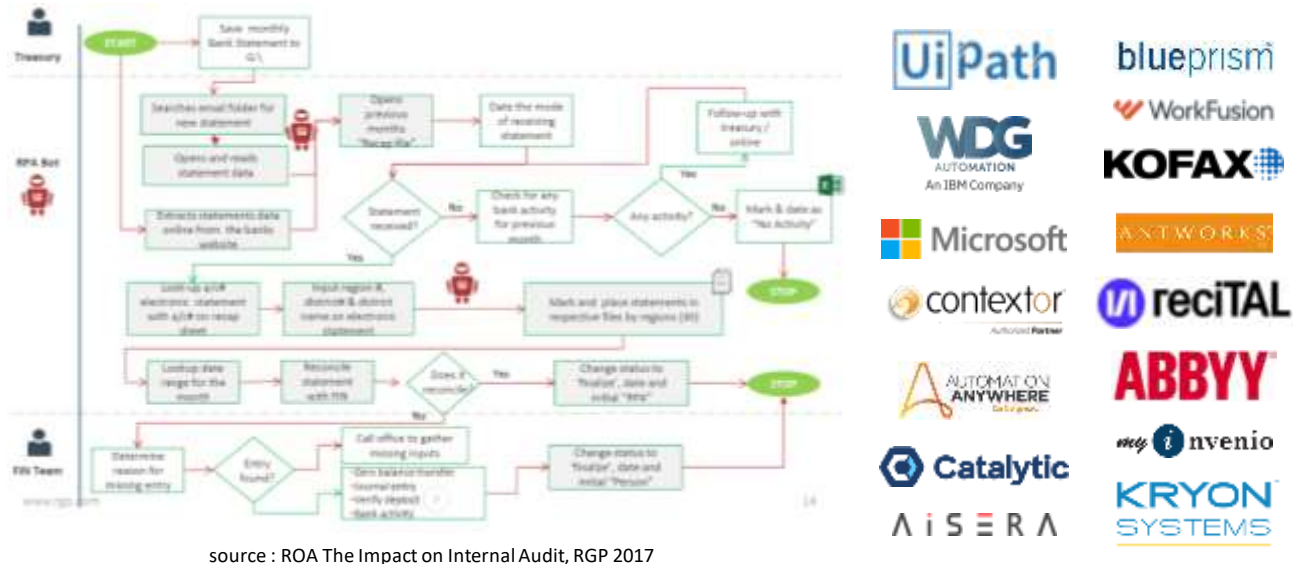 START
Save monthly
Bank Statement to
G:\
Treasury
Searches email folder for
new statement
Opens and reads
statement data
Extracts statements data
online from the banks
website
RPA Bot
Opens
previous
months
"Recap file"
Date the mode
of receiving
statement
Follow-up with
treasury /
online
Statement
received?
No
Check for any
bank activity
for previous
month
Any activity?
Yes
No
Mark & date as
"No Activity"
STOP
Yes
Look-up a/c#
electronic statement
with a/c# on recap
sheet
Input region #,
district# & district
name on electronic
statement
Mark and place statements in
respective files by regions
Lookup date
range for the
month
Reconcile
statement
with FIN
Does it
reconcile?
Yes
Change status to
'finalize', date and
initial "RPA"
STOP
No
FIN Team
Determine
reason for
missing entry
Entry
found?
Call office to gather
missing inputs
Zero balance transfer
Journal entry
Verify deposit
Bank activity
Change status to
'finalize', date and
initial "Person"
14
source : ROA The Impact on Internal Audit, RGP 2017
UiPath
blueprism
WorkFusion
WDG
AUTOMATION
An IBM Company
KOFAX
Microsoft
ANTWORKS
contextor
Authorized Partner
reciTAL
AUTOMATION
ANYWHERE
ABBYY
my i nvenio
Catalytic
KRYON
SYSTEMS
AiSERA